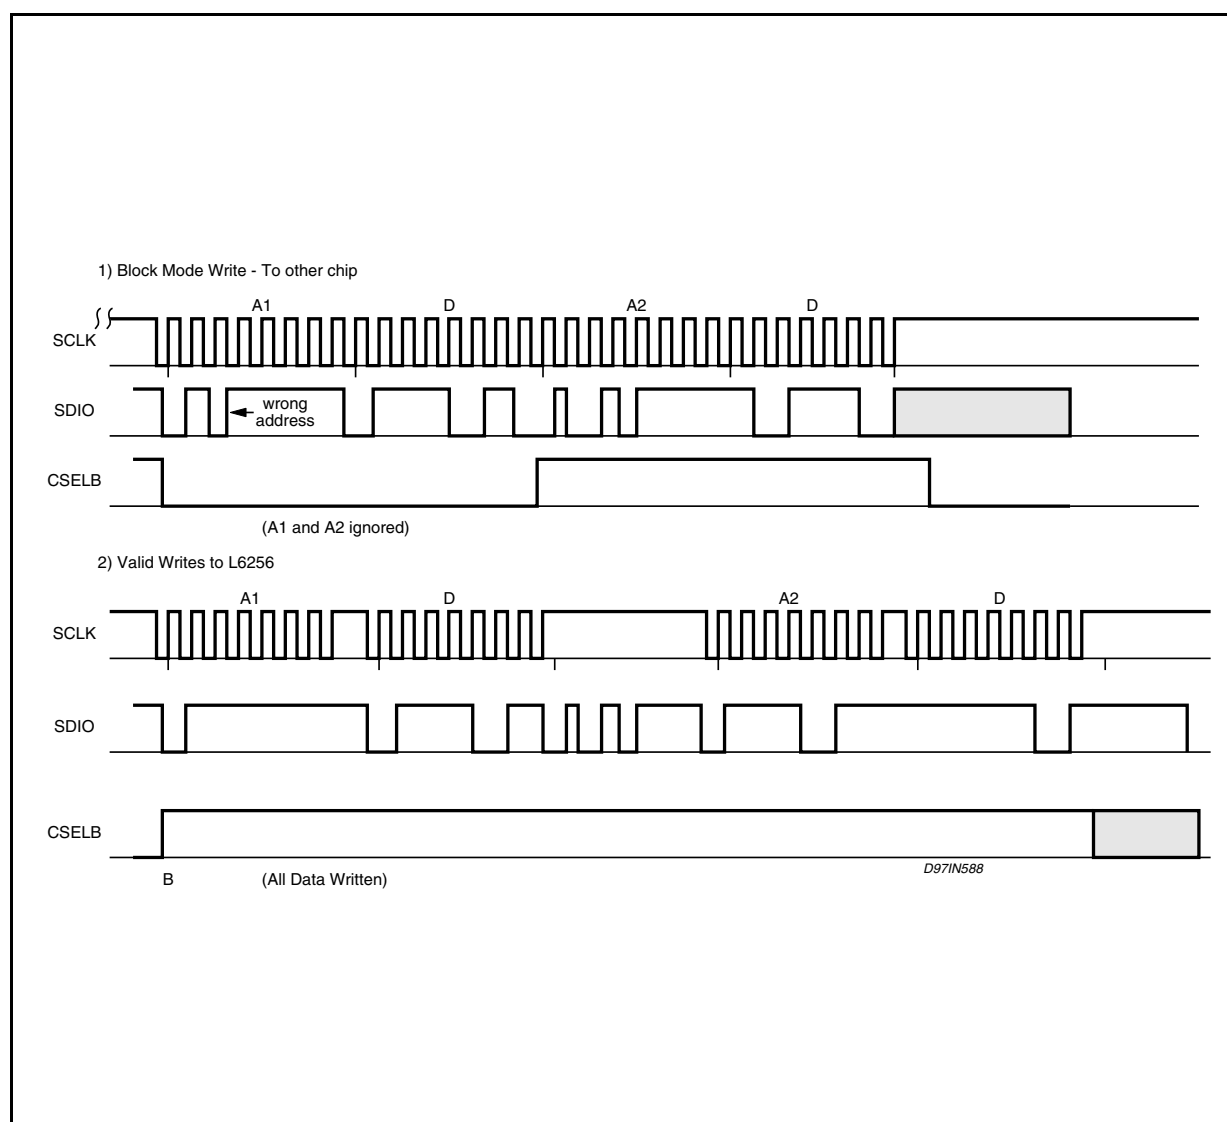 1) Block Mode Write - To other chip
A1 D A2 D
SCLK
SDIO
wrong
address
CSELB
(A1 and A2 ignored)
2) Valid Writes to L6256
A1 D A2 D
SCLK
SDIO
CSELB
D97IN588
B (All Data Written)